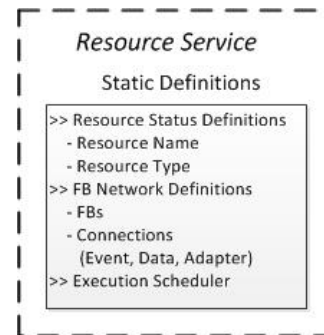 Resource Service
Static Definitions
>> Resource Status Definitions
- Resource Name
- Resource Type
>> FB Network Definitions
- FBs
- Connections
(Event, Data, Adapter)
>> Execution Scheduler